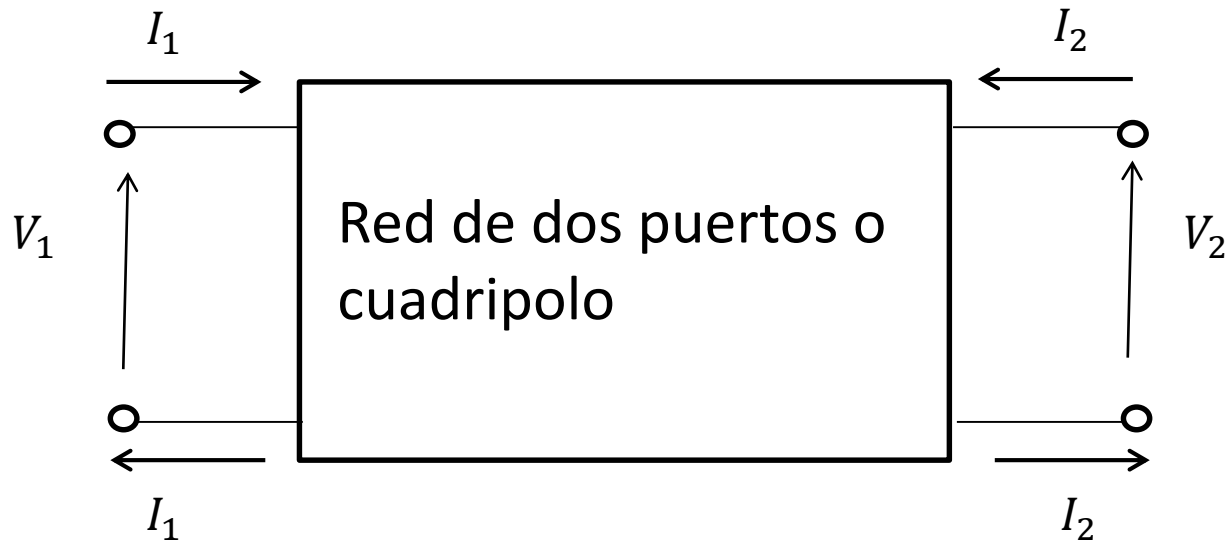 I₁
I₂
V₁
Red de dos puertos o
cuadripolo
V₂
I₁
I₂